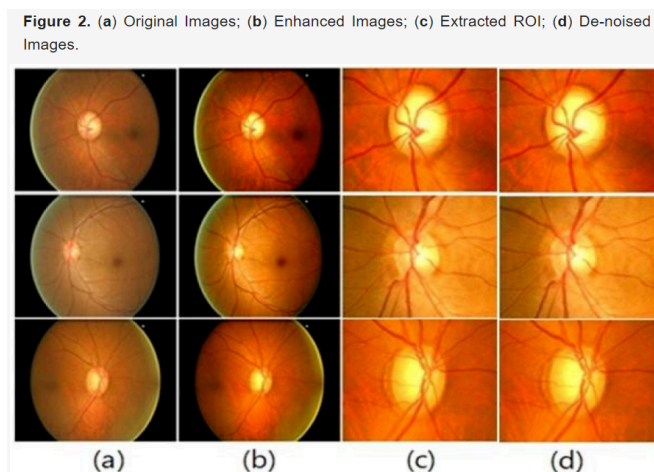 Figure 2. (a) Original Images; (b) Enhanced Images; (c) Extracted ROI; (d) De-noised
Images.
(a) (b) (c) (d)